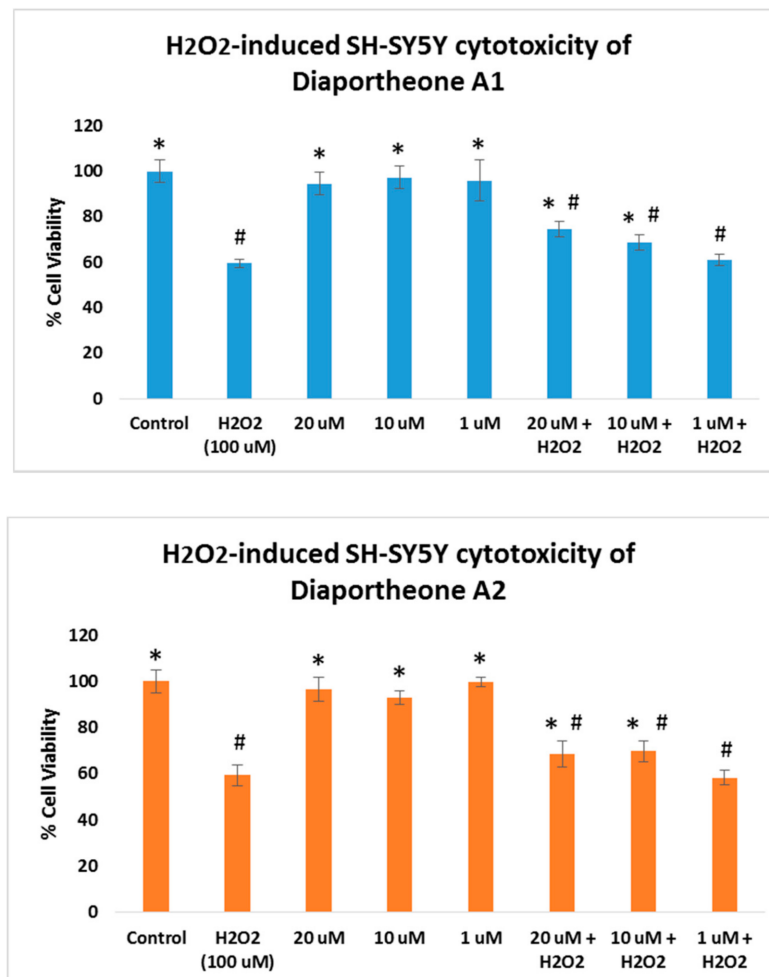 H2O2-induced SH-SY5Y cytotoxicity of
Diaportheone A1
% Cell Viability
120
100
80
60
40
20
0
* # * * * * # * # #
Control H2O2 20 uM 10 uM 1 uM 20 uM + 10 uM + 1 uM +
(100 uM) H2O2 H2O2 H2O2
H2O2-induced SH-SY5Y cytotoxicity of
Diaportheone A2
% Cell Viability
120
100
80
60
40
20
0
* # * * * * # * # #
Control H2O2 20 uM 10 uM 1 uM 20 uM + 10 uM + 1 uM +
(100 uM) H2O2 H2O2 H2O2